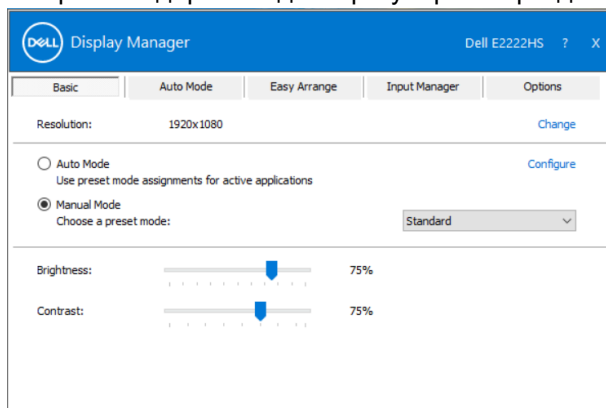 DELL Display Manager Dell E2222HS ? X
Basic Auto Mode Easy Arrange Input Manager Options
Resolution: 1920x1080 Change
Auto Mode Configure
Use preset mode assignments for active applications
Manual Mode
Choose a preset mode: Standard
Brightness: 75%
Contrast: 75%